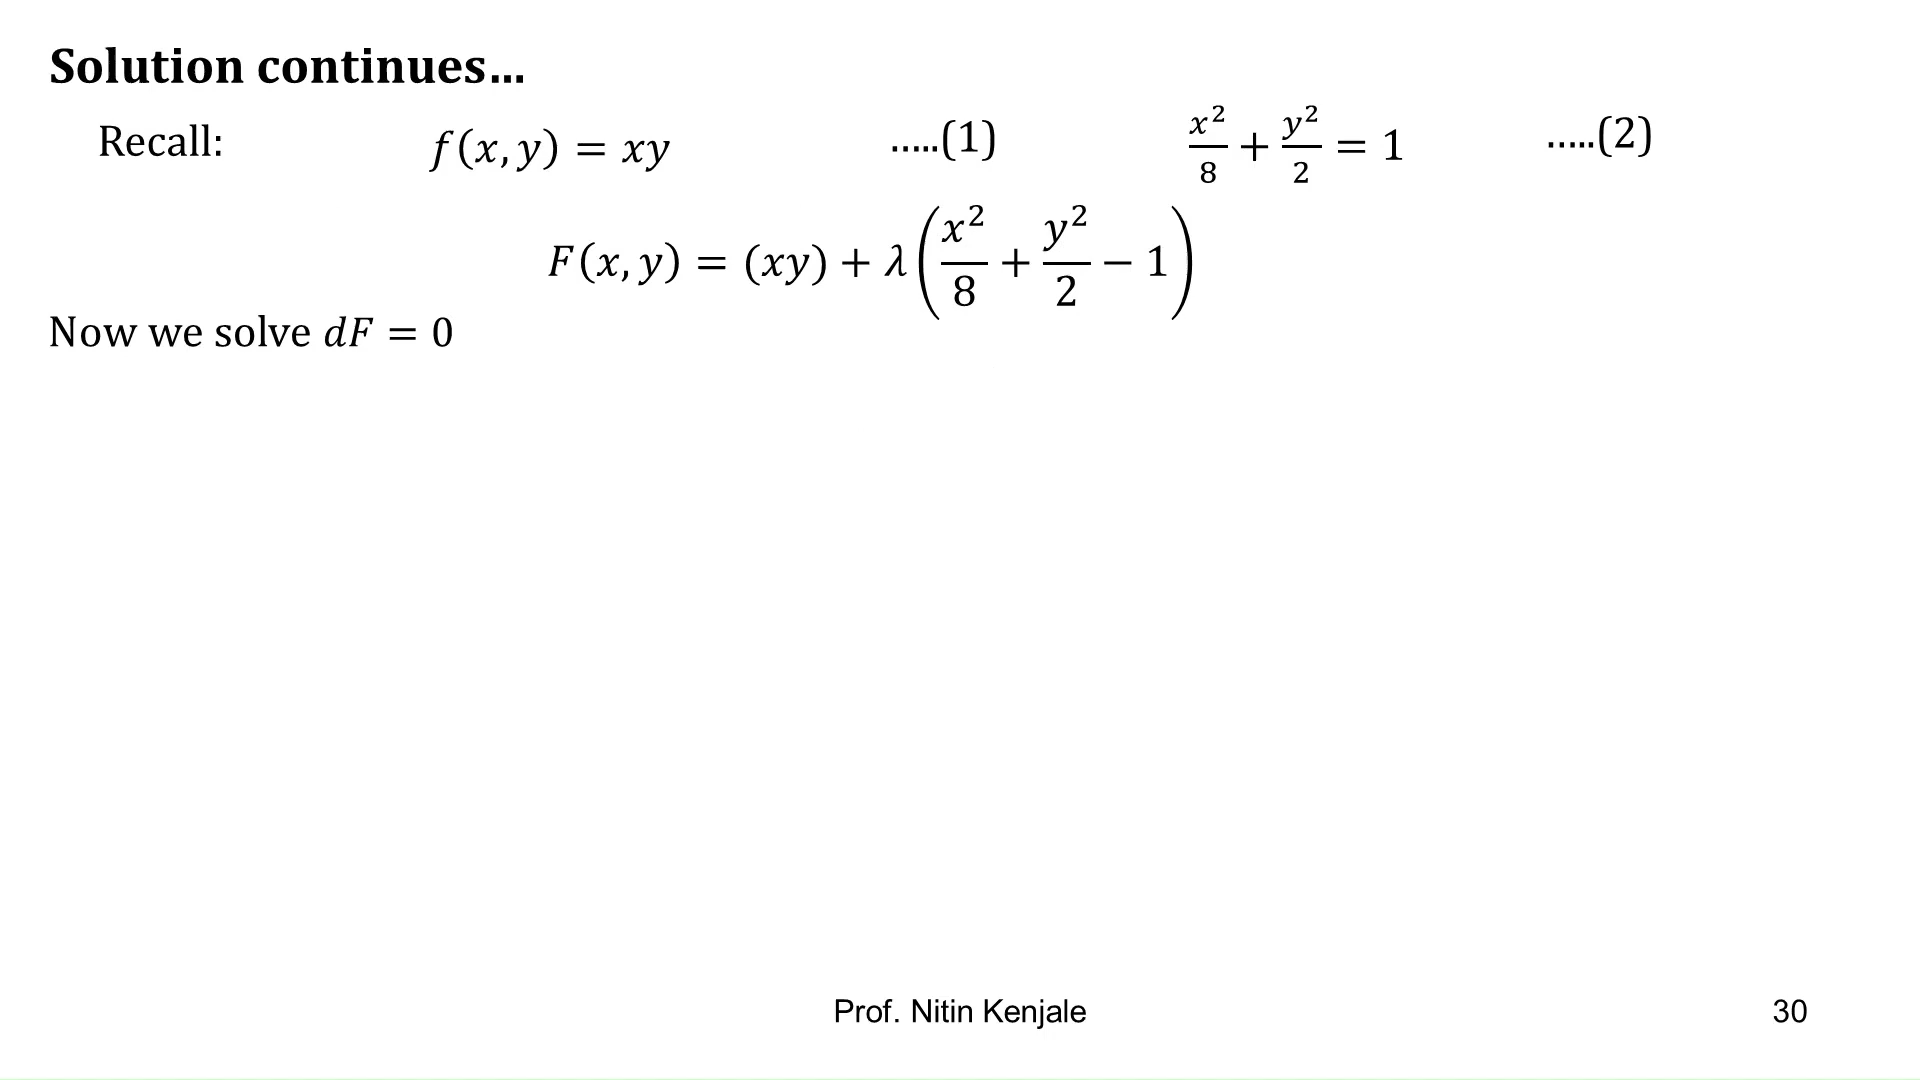 Solution continues…
Recall: f(x, y) = xy …..(1) x²/8 + y²/2 = 1 …..(2)
F(x, y) = (xy) + λ(x²/8 + y²/2 − 1)
Now we solve dF = 0
Prof. Nitin Kenjale 30